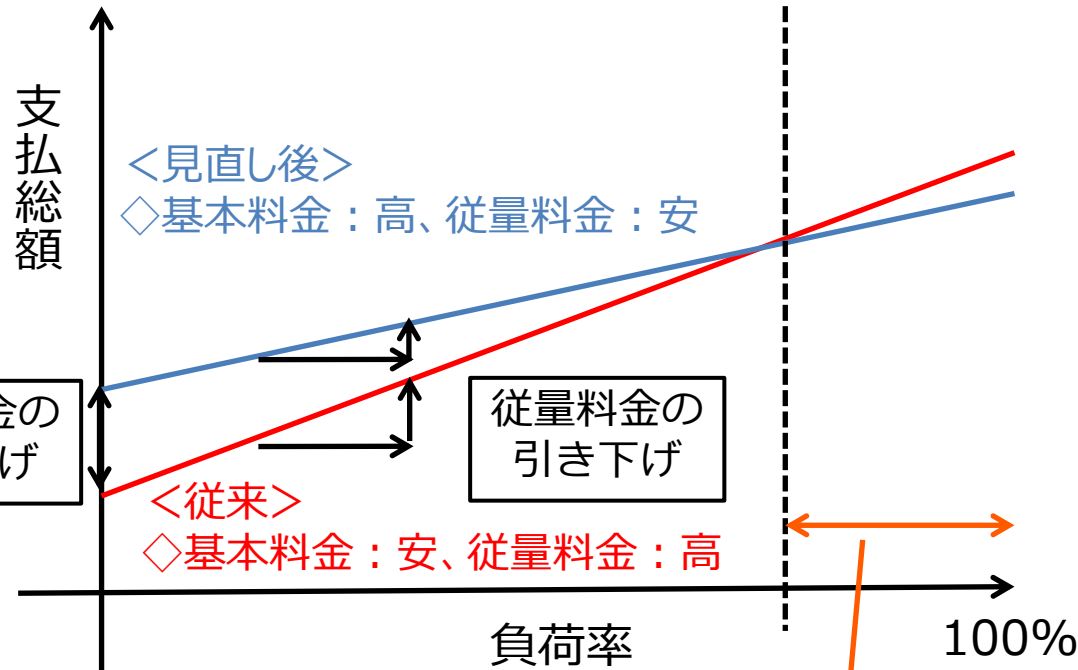 支払総額
＜見直し後＞
◇基本料金：高、従量料金：安
金の
げ
従量料金の
引き下げ
＜従来＞
◇基本料金：安、従量料金：高
負荷率
100%